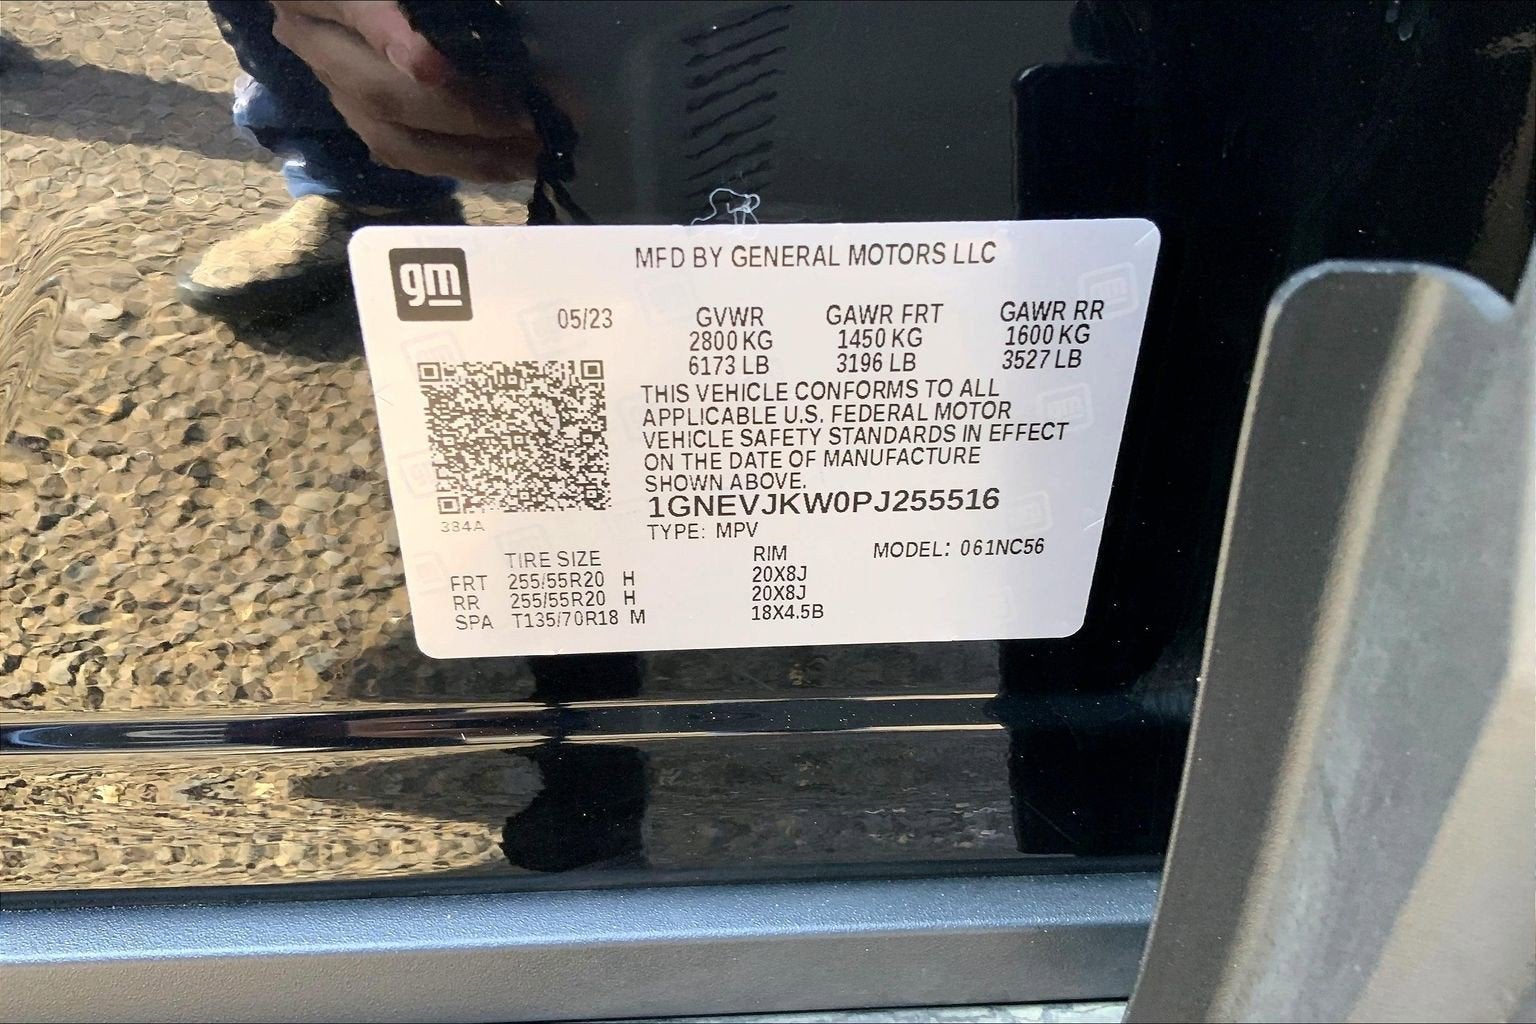 gm
MFD BY GENERAL MOTORS LLC
05/23 GVWR GAWR FRT GAWR RR
2800 KG 1450 KG 1600 KG
6173 LB 3196 LB 3527 LB
THIS VEHICLE CONFORMS TO ALL
APPLICABLE U.S. FEDERAL MOTOR
VEHICLE SAFETY STANDARDS IN EFFECT
ON THE DATE OF MANUFACTURE
SHOWN ABOVE.
1GNEVJKW0PJ255516
384A
TYPE: MPV
TIRE SIZE RIM MODEL: 061NC56
FRT 255/55R20 H 20X8J
RR 255/55R20 H 20X8J
SPA T135/70R18 M 18X4.5B